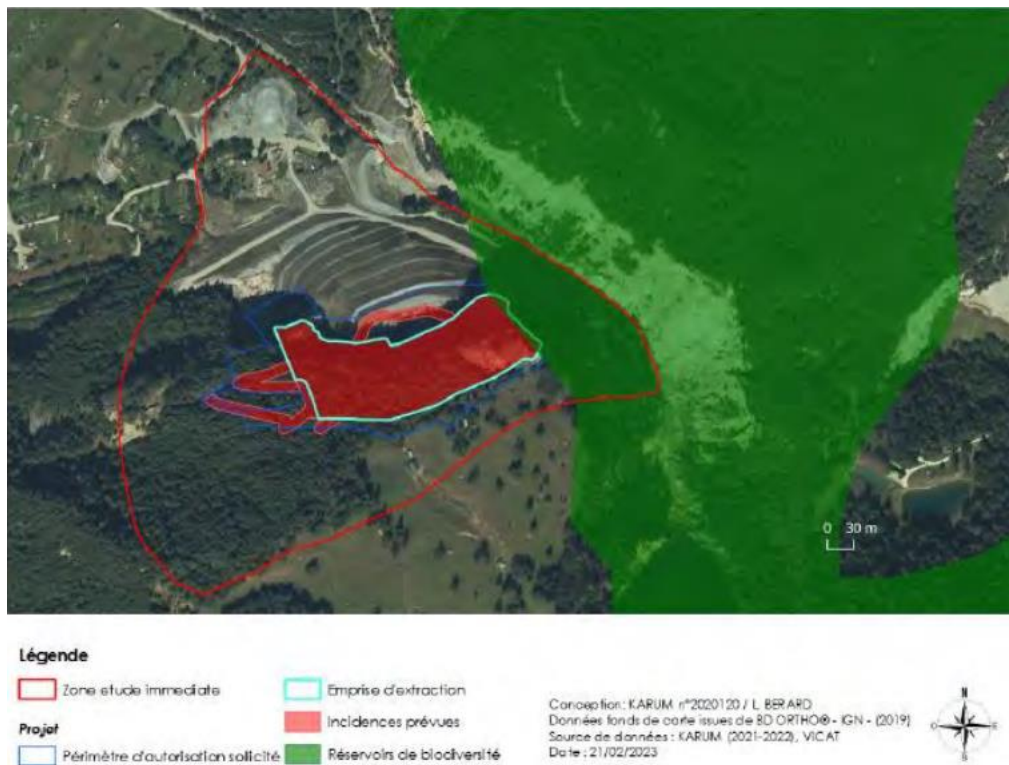 0 30 m
Légende
Zone etude immediate
Projet
Périmètre d'autorisation sollicité
Emprise d'extraction
Incidences prévues
Réservoirs de biodiversité
Conception: KARUM n°2020120 / L. BERARD
Données fonds de carte issues de BD ORTHO® - IGN - (2019)
Source de données : KARUM (2021-2022), VICAT
Date : 21/02/2023
N
O E
S